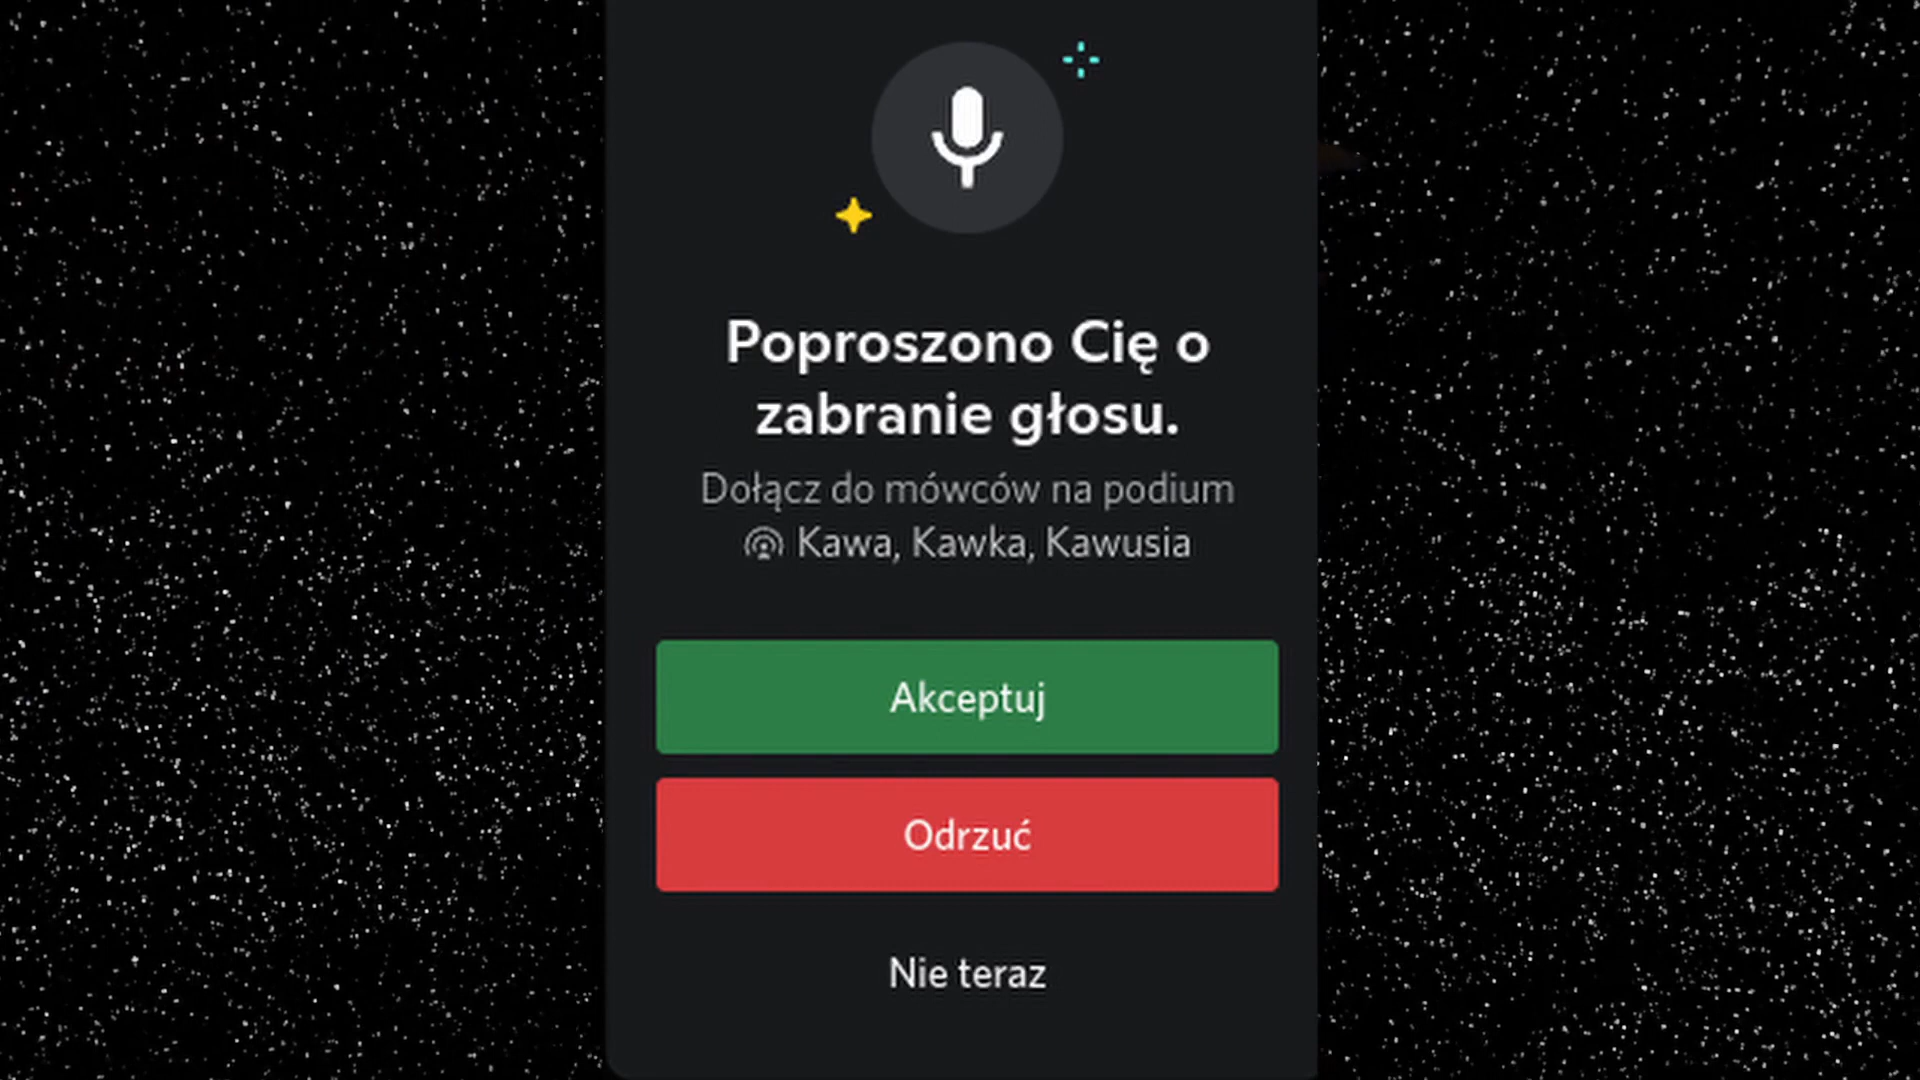 Poproszono Cię o
zabranie głosu.
Dołącz do mówców na podium
Kawa, Kawka, Kawusia
Akceptuj
Odrzuć
Nie teraz